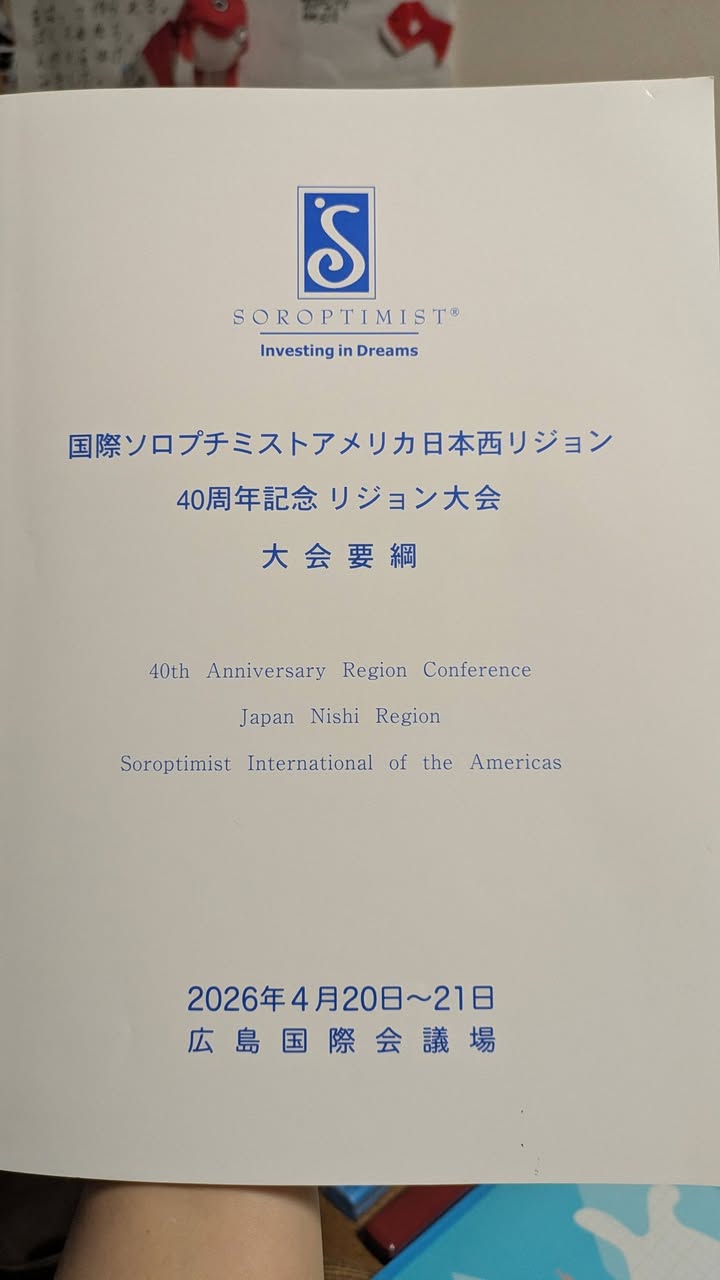 SOROPTIMIST®
Investing in Dreams
国際ソロプチミストアメリカ日本西リジョン
40周年記念 リジョン大会
大会要綱
40th Anniversary Region Conference
Japan Nishi Region
Soroptimist International of the Americas
2026年4月20日~21日
広島国際会議場